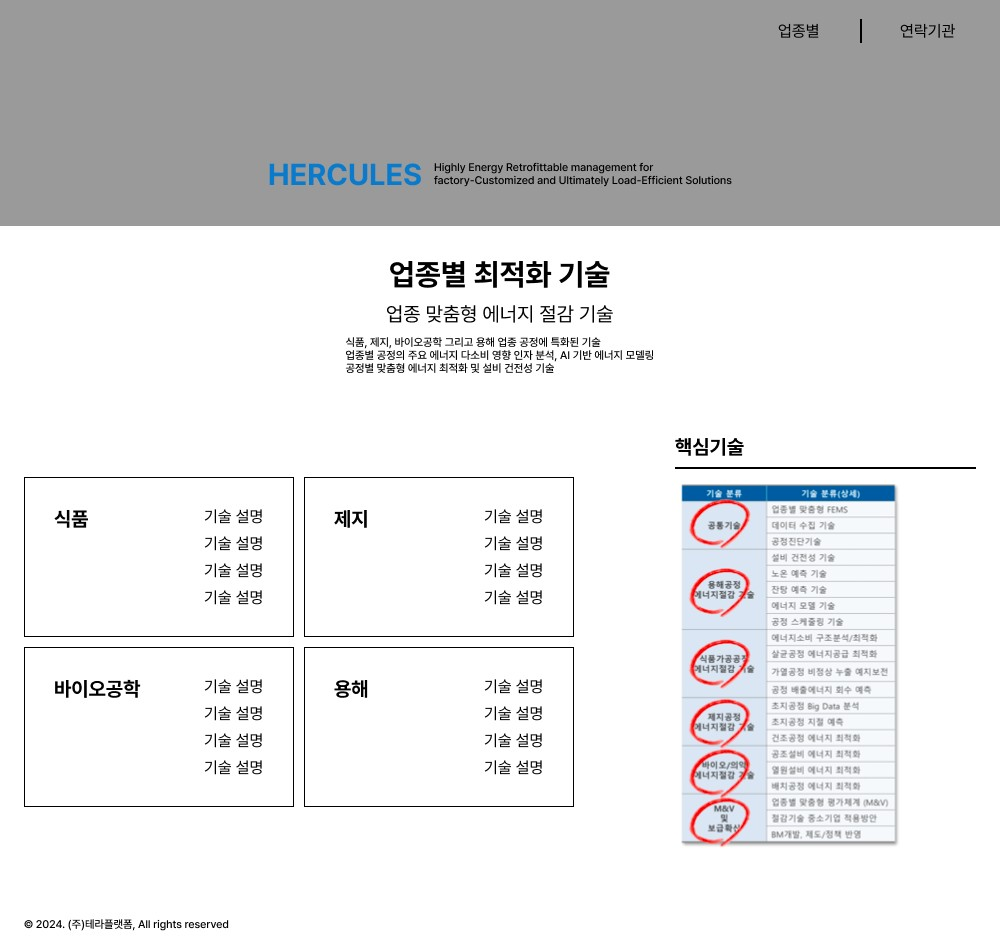 업종별
연락기관
HERCULES
Highly Energy Retrofittable management for
factory-Customized and Ultimately Load-Efficient Solutions
업종별 최적화 기술
업종 맞춤형 에너지 절감 기술
식품, 제지, 바이오공학 그리고 용해 업종 공정에 특화된 기술
업종별 공정의 주요 에너지 다소비 영향 인자 분석, AI 기반 에너지 모델링
공정별 맞춤형 에너지 최적화 및 설비 건전성 기술
식품
기술 설명
기술 설명
기술 설명
기술 설명
제지
기술 설명
기술 설명
기술 설명
기술 설명
바이오공학
기술 설명
기술 설명
기술 설명
기술 설명
용해
기술 설명
기술 설명
기술 설명
기술 설명
핵심기술
기술 분류
기술 분류(상세)
공통기술
업종별 맞춤형 FEMS
데이터 수집 기술
공정진단기술
용해공정
에너지절감 기술
설비 건전성 기술
노온 예측 기술
잔탕 예측 기술
에너지 모델 기술
공정 스케줄링 기술
식품가공공정
에너지절감 기술
에너지소비 구조분석/최적화
살균공정 에너지공급 최적화
가열공정 비정상 누출 예지보전
공정 배출에너지 회수 예측
제지공정
에너지절감 기술
초지공정 Big Data 분석
초지공정 지절 예측
건조공정 에너지 최적화
바이오/의약
에너지절감 기술
공조설비 에너지 최적화
열원설비 에너지 최적화
배치공정 에너지 최적화
M&V
및
보급확산
업종별 맞춤형 평가체계 (M&V)
절감기술 중소기업 적용방안
BM개발, 제도/정책 반영
© 2024. (주)테라플랫폼, All rights reserved